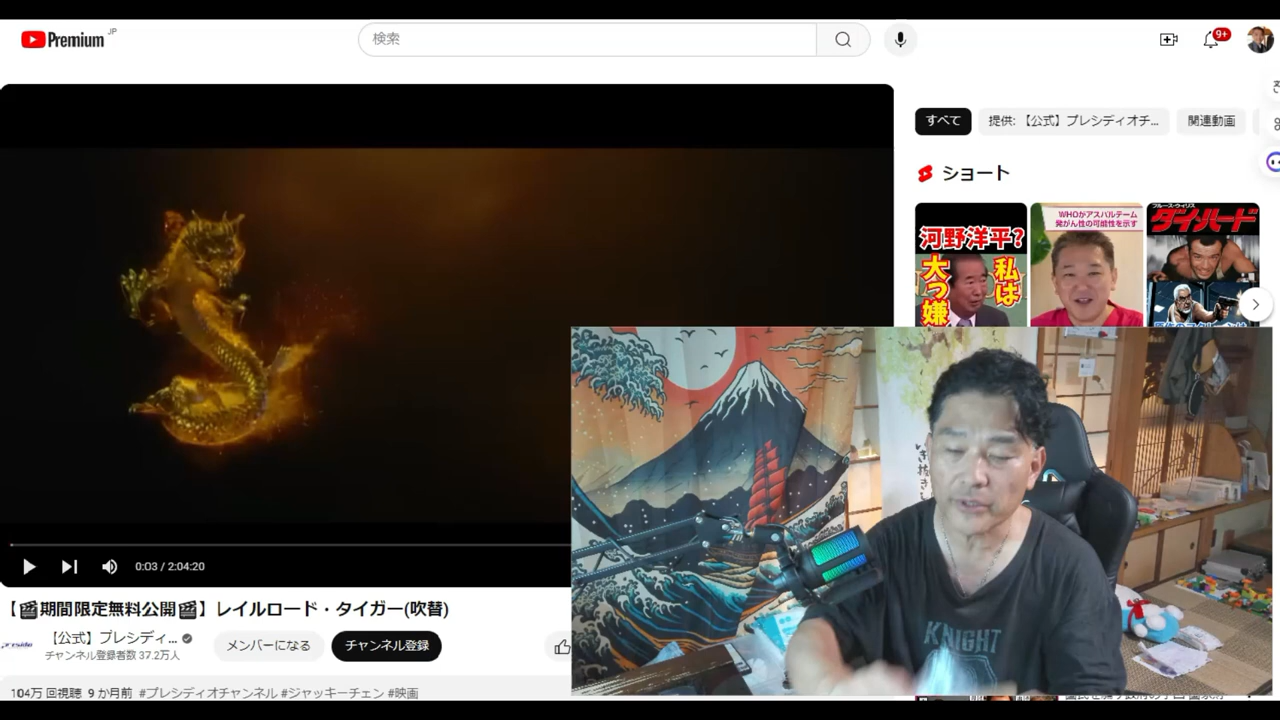 Premium JP
検索
9+
すべて
提供: 【公式】プレシディオチ...
関連動画
ショート
河野洋平?
私は
大っ嫌
WHOがアスパルテーム
発がん性の可能性を示す
ブルース・ウィリス
ダイ・ハード
0:03 / 2:04:20
【🎬期間限定無料公開🎬】レイルロード・タイガー(吹替)
【公式】プレシディ...
チャンネル登録者数 37.2万人
メンバーになる
チャンネル登録
104万 回視聴 9 か月前 #プレシディオチャンネル #ジャッキーチェン #映画
KNIGHT